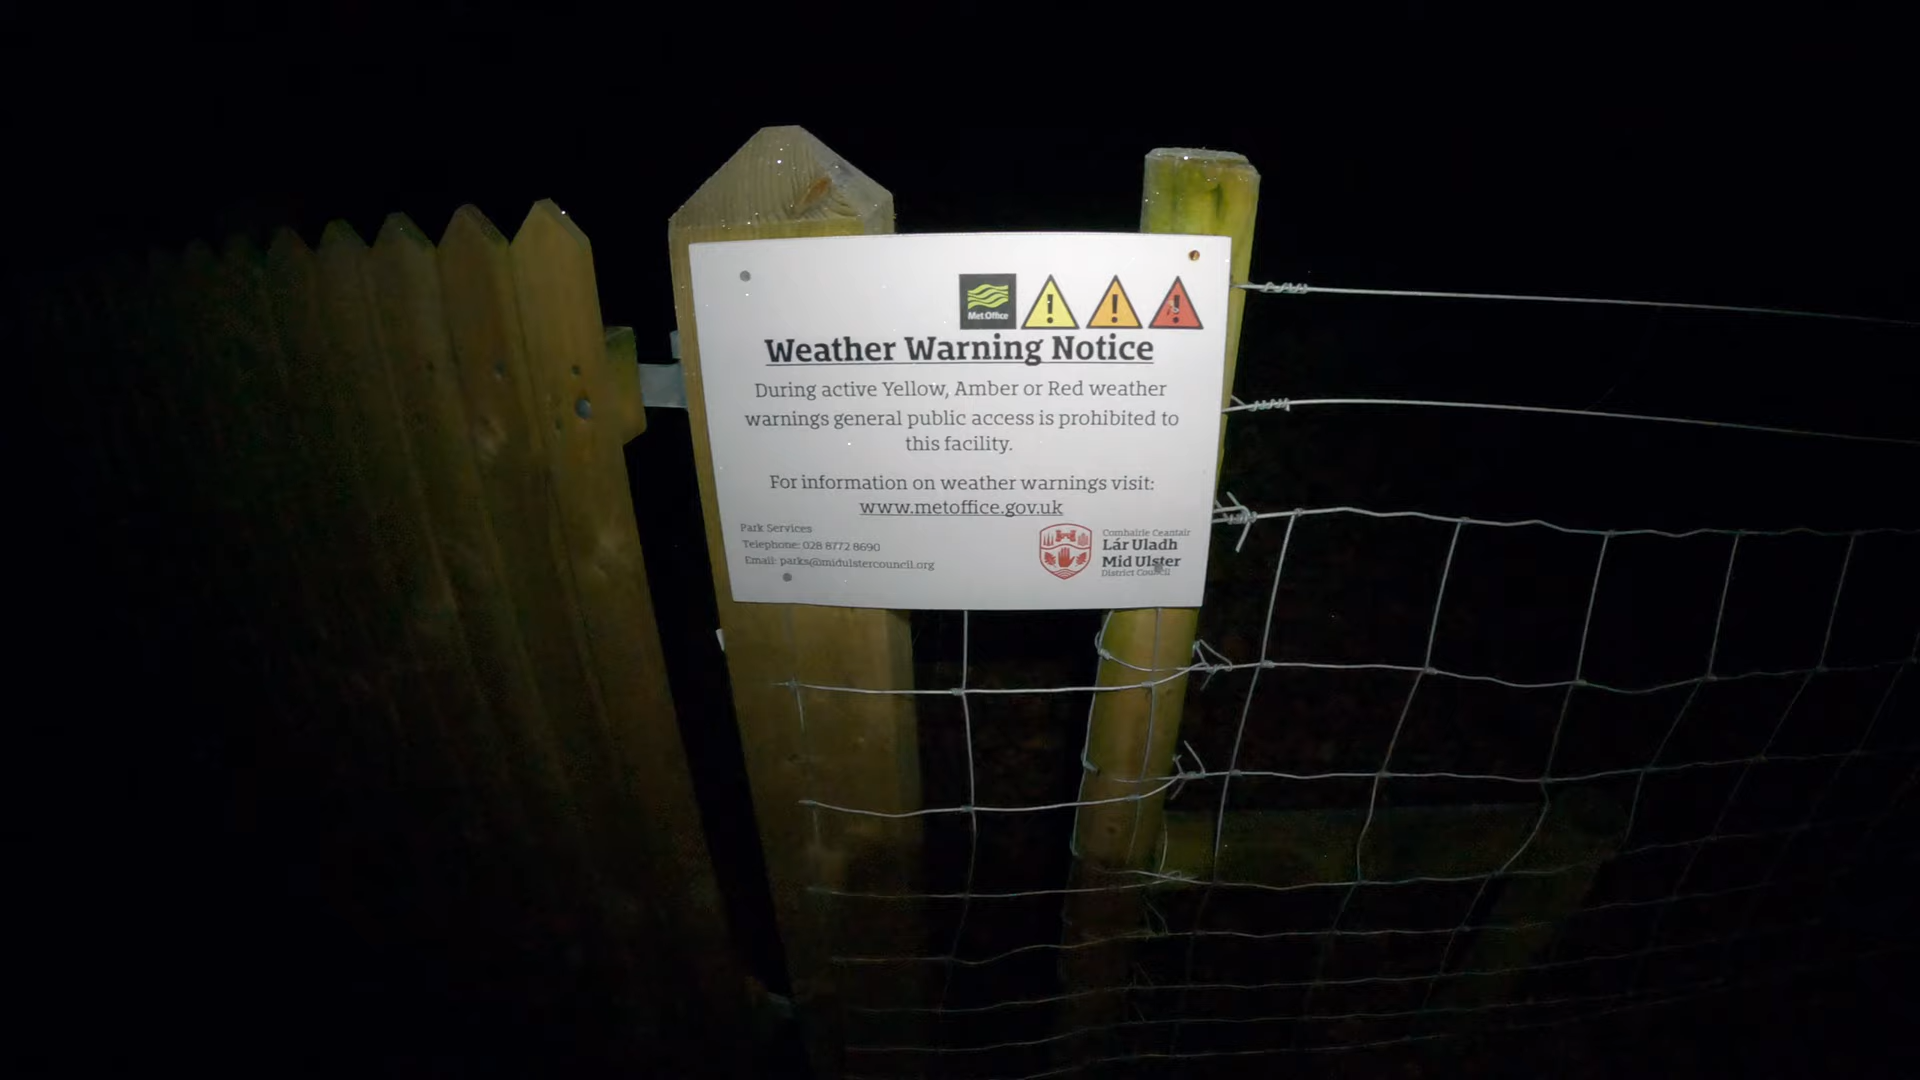 Met Office
Weather Warning Notice
During active Yellow, Amber or Red weather
warnings general public access is prohibited to
this facility.
For information on weather warnings visit:
www.metoffice.gov.uk
Park Services
Telephone: 028 8772 8690
Email: parks@midulstercouncil.org
Comhairle Ceantair
Lár Uladh
Mid Ulster
District Council